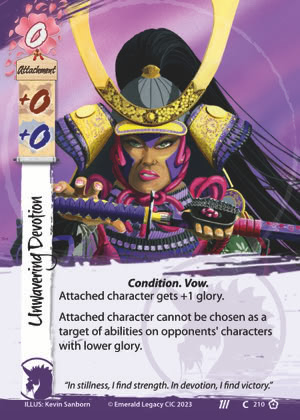 0
Attachment
+0
+0
Unwavering Devotion
Condition. Vow.
Attached character gets +1 glory.
Attached character cannot be chosen as a
target of abilities on opponents' characters
with lower glory.
"In stillness, I find strength. In devotion, I find victory."
ILLUS: Kevin Sanborn © Emerald Legacy CIC 2023 C 210